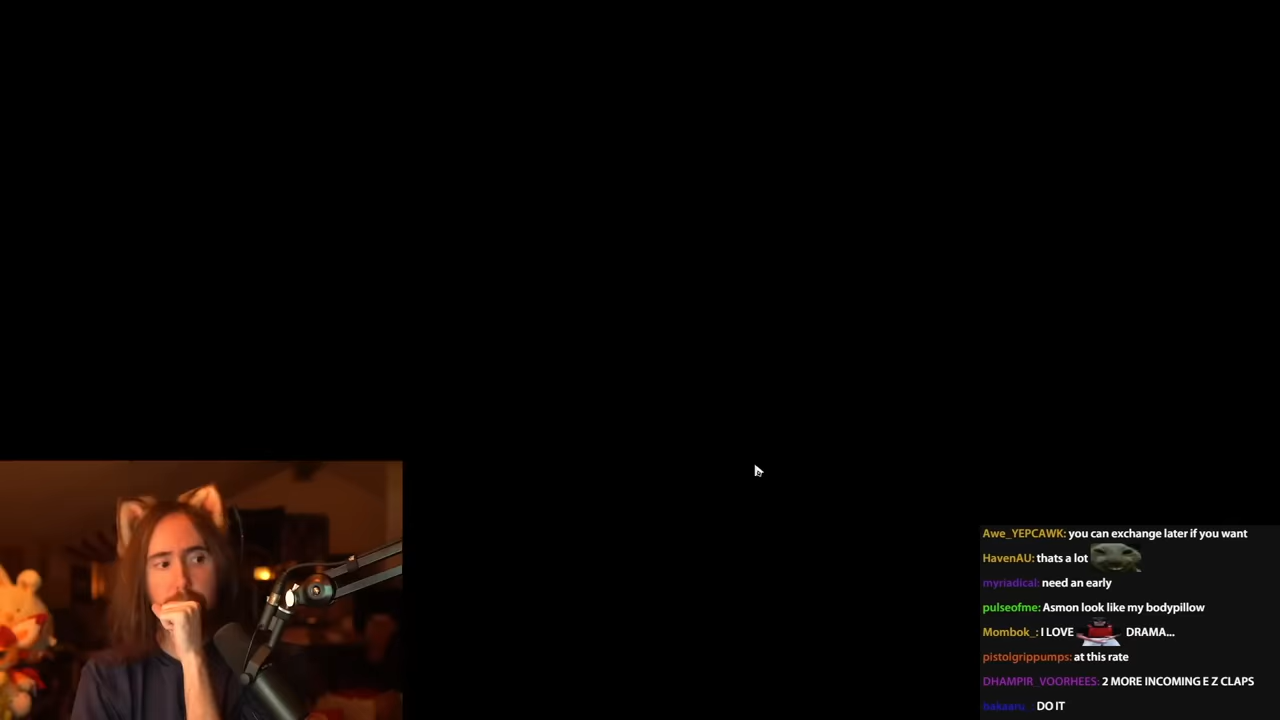 Awe_YEPCAWK: you can exchange later if you want
HavenAU: thats a lot
myriadical: need an early
pulseofme: Asmon look like my bodypillow
Mombok_: I LOVE DRAMA...
pistolgrippumps: at this rate
DHAMPIR_VOORHEES: 2 MORE INCOMING E Z CLAPS
DO IT